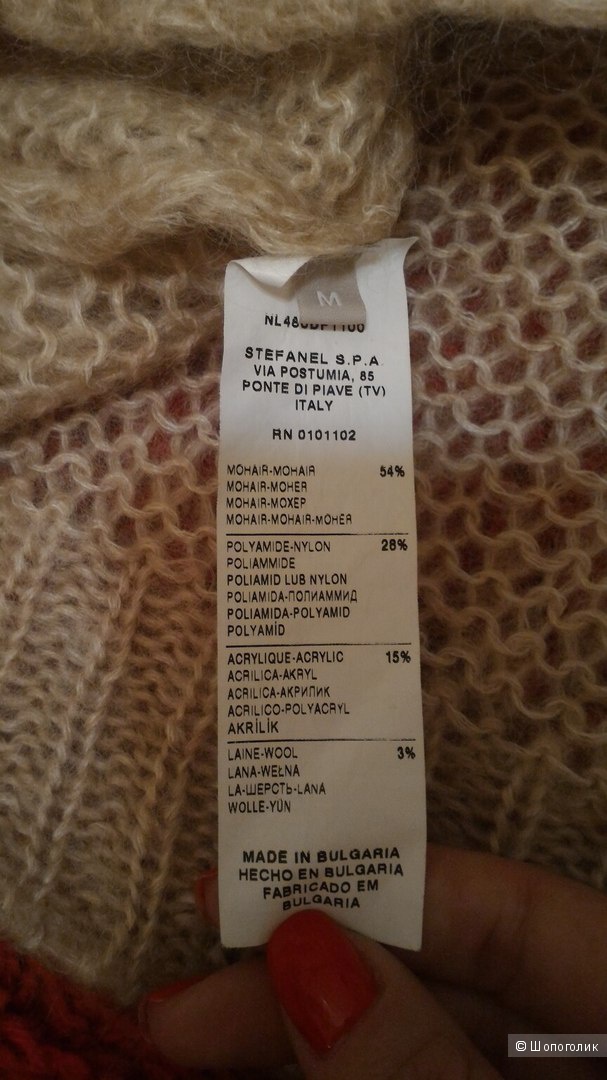 M
STEFANEL S.P.A.
VIA POSTUMIA, 85
PONTE DI PIAVE (TV)
ITALY
RN 0101102
MOHAIR-MOHAIR 54%
MOHAIR-MOHER
MOHAIR-МОХЕР
MOHAIR-MOHAIR-MOHER
POLYAMIDE-NYLON 28%
POLIAMMIDE
POLIAMID LUB NYLON
POLIAMIDA-ПОЛИАММИД
POLIAMIDA-POLYAMID
POLYAMİD
ACRYLIQUE-ACRYLIC 15%
ACRILICA-AKRYL
ACRILICA-АКРИЛИК
ACRILICO-POLYACRYL
AKRİLİK
LAINE-WOOL 3%
LANA-WEŁNA
LA-ШЕРСТЬ-LANA
WOLLE-YÜN
MADE IN BULGARIA
HECHO EN BULGARIA
FABRICADO EM
BULGARIA
© Шопоголик